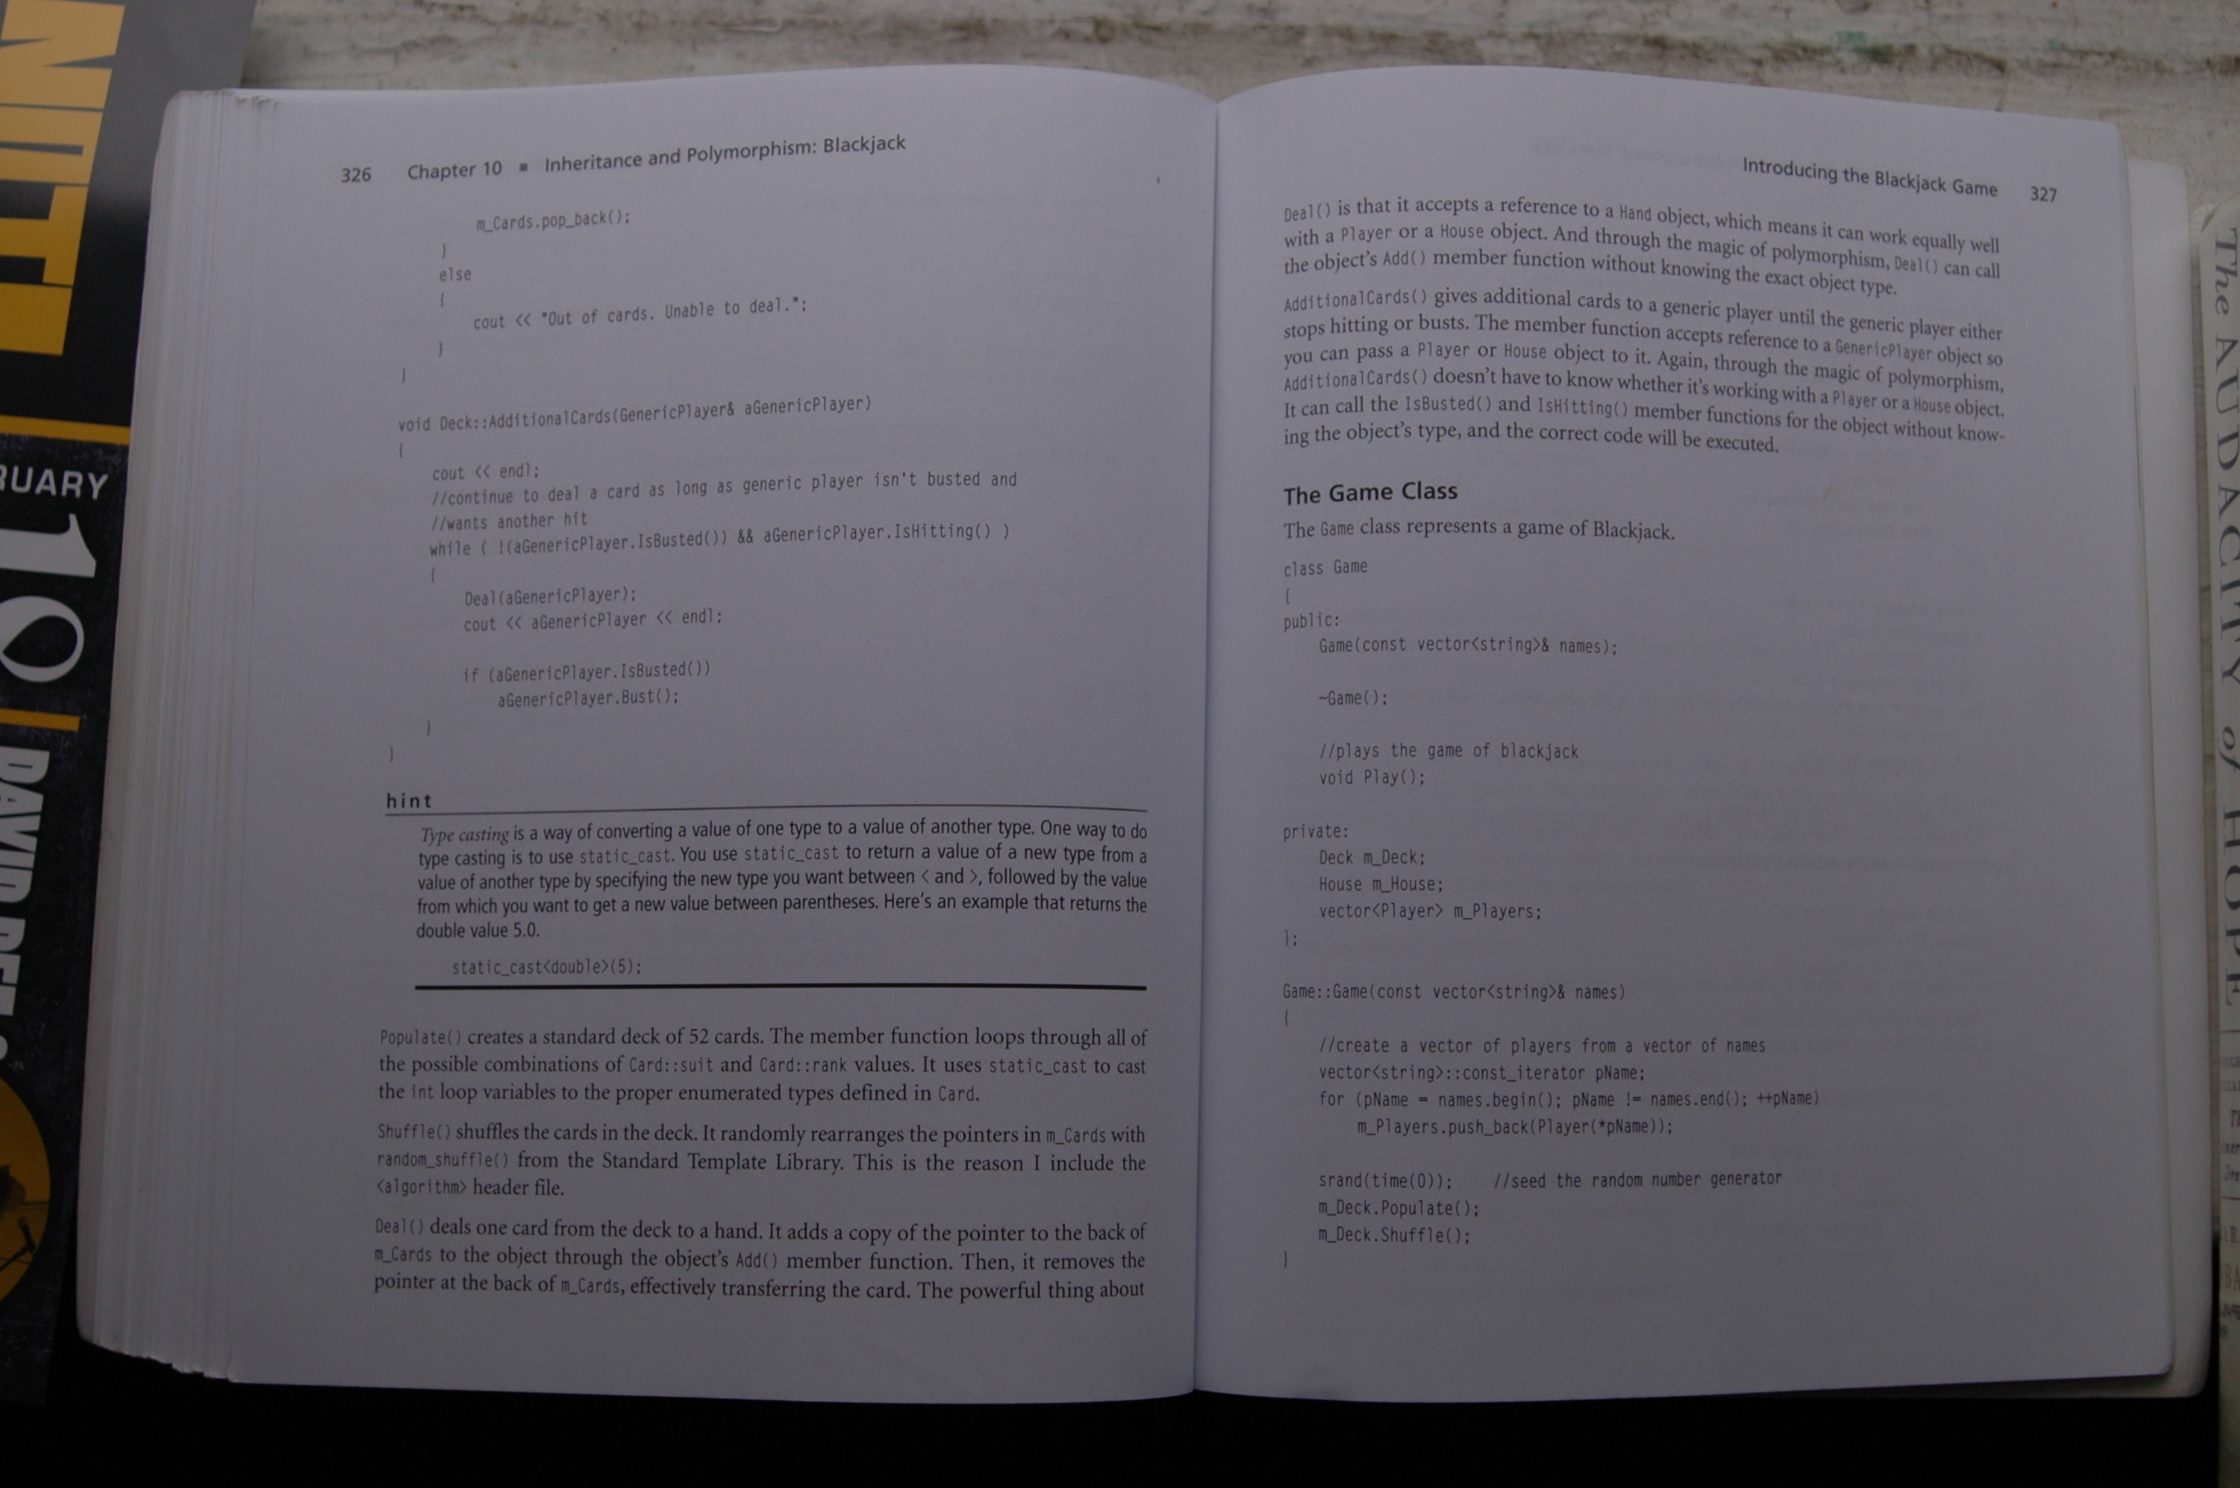 326 Chapter 10 ■ Inheritance and Polymorphism: Blackjack
m_Cards.pop_back();
}
else
{
cout << "Out of cards. Unable to deal.";
}
}
void Deck::AdditionalCards(GenericPlayer& aGenericPlayer)
{
cout << endl;
//continue to deal a card as long as generic player isn't busted and
//wants another hit
while ( !(aGenericPlayer.IsBusted()) && aGenericPlayer.IsHitting() )
{
Deal(aGenericPlayer);
cout << aGenericPlayer << endl;
if (aGenericPlayer.IsBusted())
aGenericPlayer.Bust();
}
}
hint
Type casting is a way of converting a value of one type to a value of another type. One way to do
type casting is to use static_cast. You use static_cast to return a value of a new type from a
value of another type by specifying the new type you want between < and >, followed by the value
from which you want to get a new value between parentheses. Here's an example that returns the
double value 5.0.
static_cast<double>(5);
Populate() creates a standard deck of 52 cards. The member function loops through all of
the possible combinations of Card::suit and Card::rank values. It uses static_cast to cast
the int loop variables to the proper enumerated types defined in Card.
Shuffle() shuffles the cards in the deck. It randomly rearranges the pointers in m_Cards with
random_shuffle() from the Standard Template Library. This is the reason I include the
<algorithm> header file.
Deal() deals one card from the deck to a hand. It adds a copy of the pointer to the back of
m_Cards to the object through the object's Add() member function. Then, it removes the
pointer at the back of m_Cards, effectively transferring the card. The powerful thing about
Introducing the Blackjack Game 327
Deal() is that it accepts a reference to a Hand object, which means it can work equally well
with a Player or a House object. And through the magic of polymorphism, Deal() can call
the object's Add() member function without knowing the exact object type.
AdditionalCards() gives additional cards to a generic player until the generic player either
stops hitting or busts. The member function accepts reference to a GenericPlayer object so
you can pass a Player or House object to it. Again, through the magic of polymorphism,
AdditionalCards() doesn't have to know whether it's working with a Player or a House object.
It can call the IsBusted() and IsHitting() member functions for the object without know-
ing the object's type, and the correct code will be executed.
The Game Class
The Game class represents a game of Blackjack.
class Game
{
public:
Game(const vector<string>& names);
~Game();
//plays the game of blackjack
void Play();
private:
Deck m_Deck;
House m_House;
vector<Player> m_Players;
};
Game::Game(const vector<string>& names)
{
//create a vector of players from a vector of names
vector<string>::const_iterator pName;
for (pName = names.begin(); pName != names.end(); ++pName)
m_Players.push_back(Player(*pName));
srand(time(0)); //seed the random number generator
m_Deck.Populate();
m_Deck.Shuffle();
}
The AUDACITY of HOPE